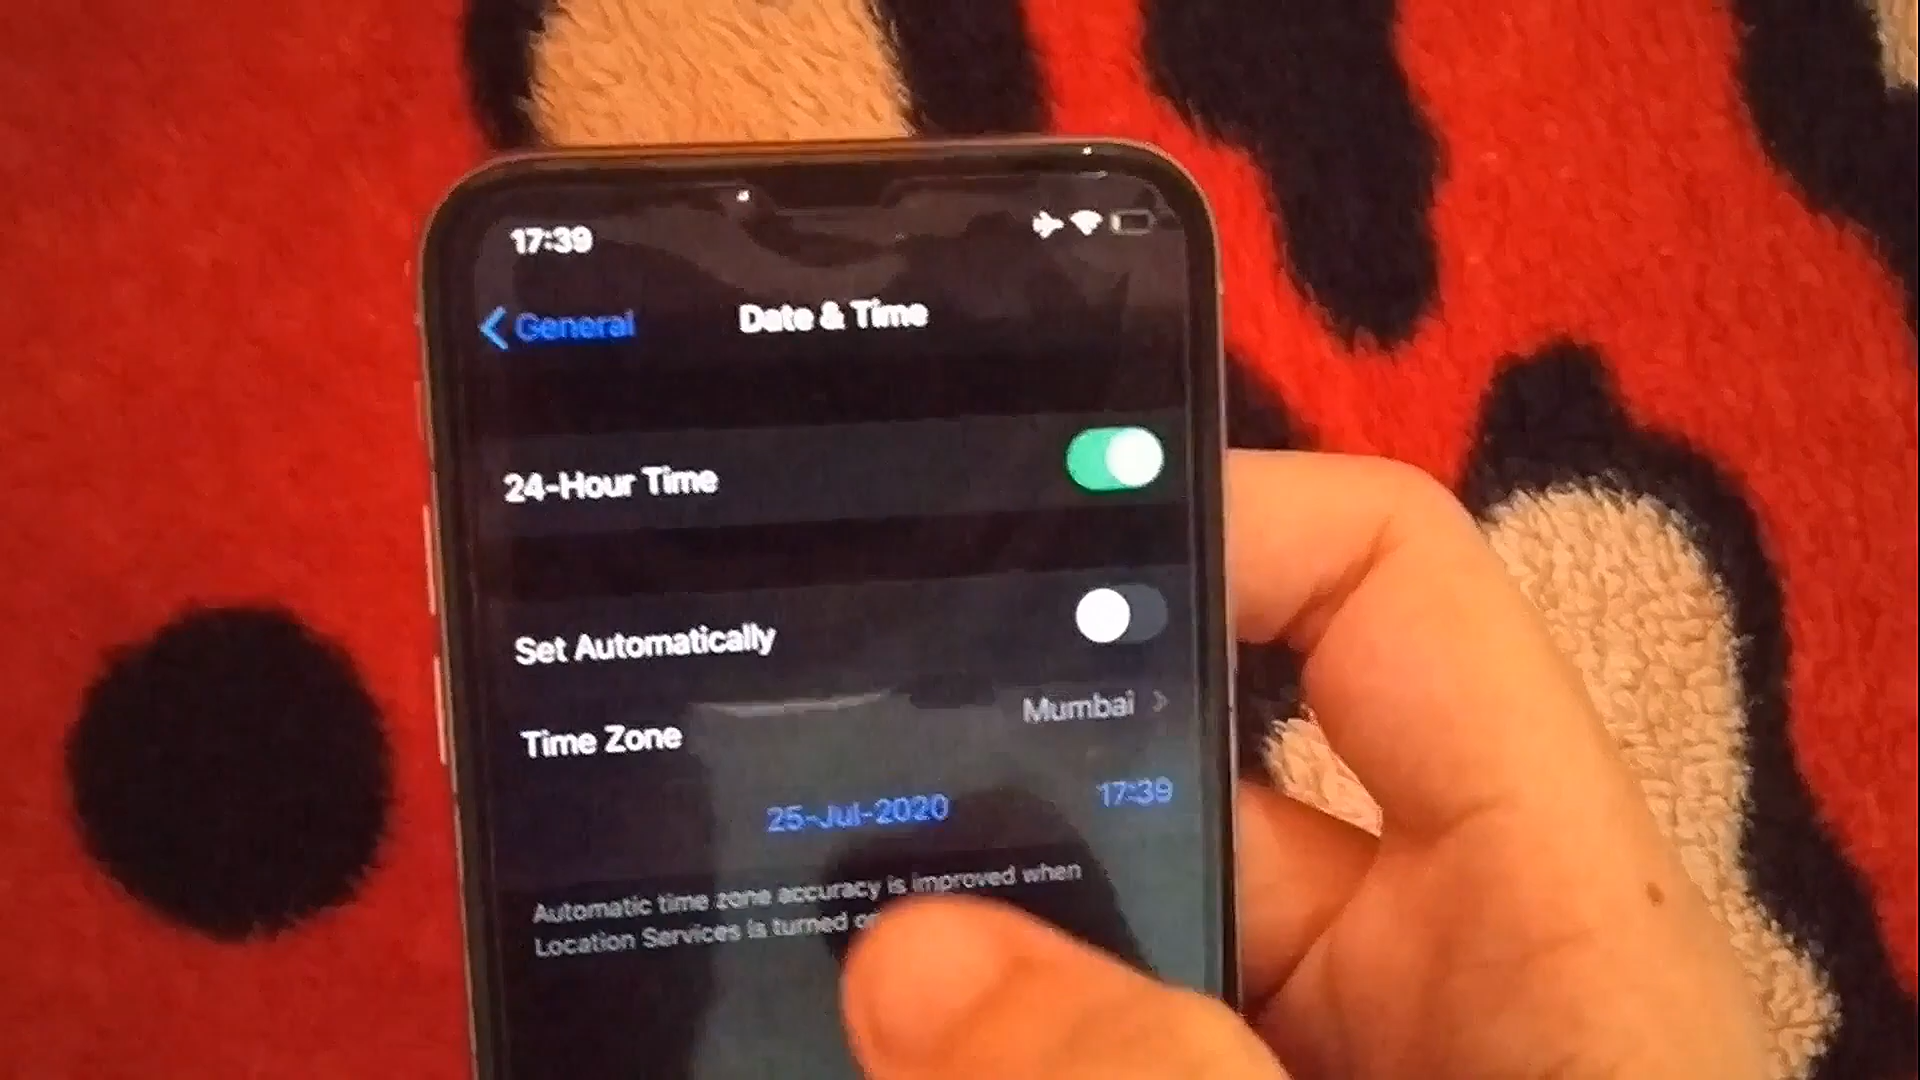 17:39
General
Date & Time
24-Hour Time
Set Automatically
Time Zone
Mumbai
25-Jul-2020
17:39
Automatic time zone accuracy is improved when
Location Services is turned